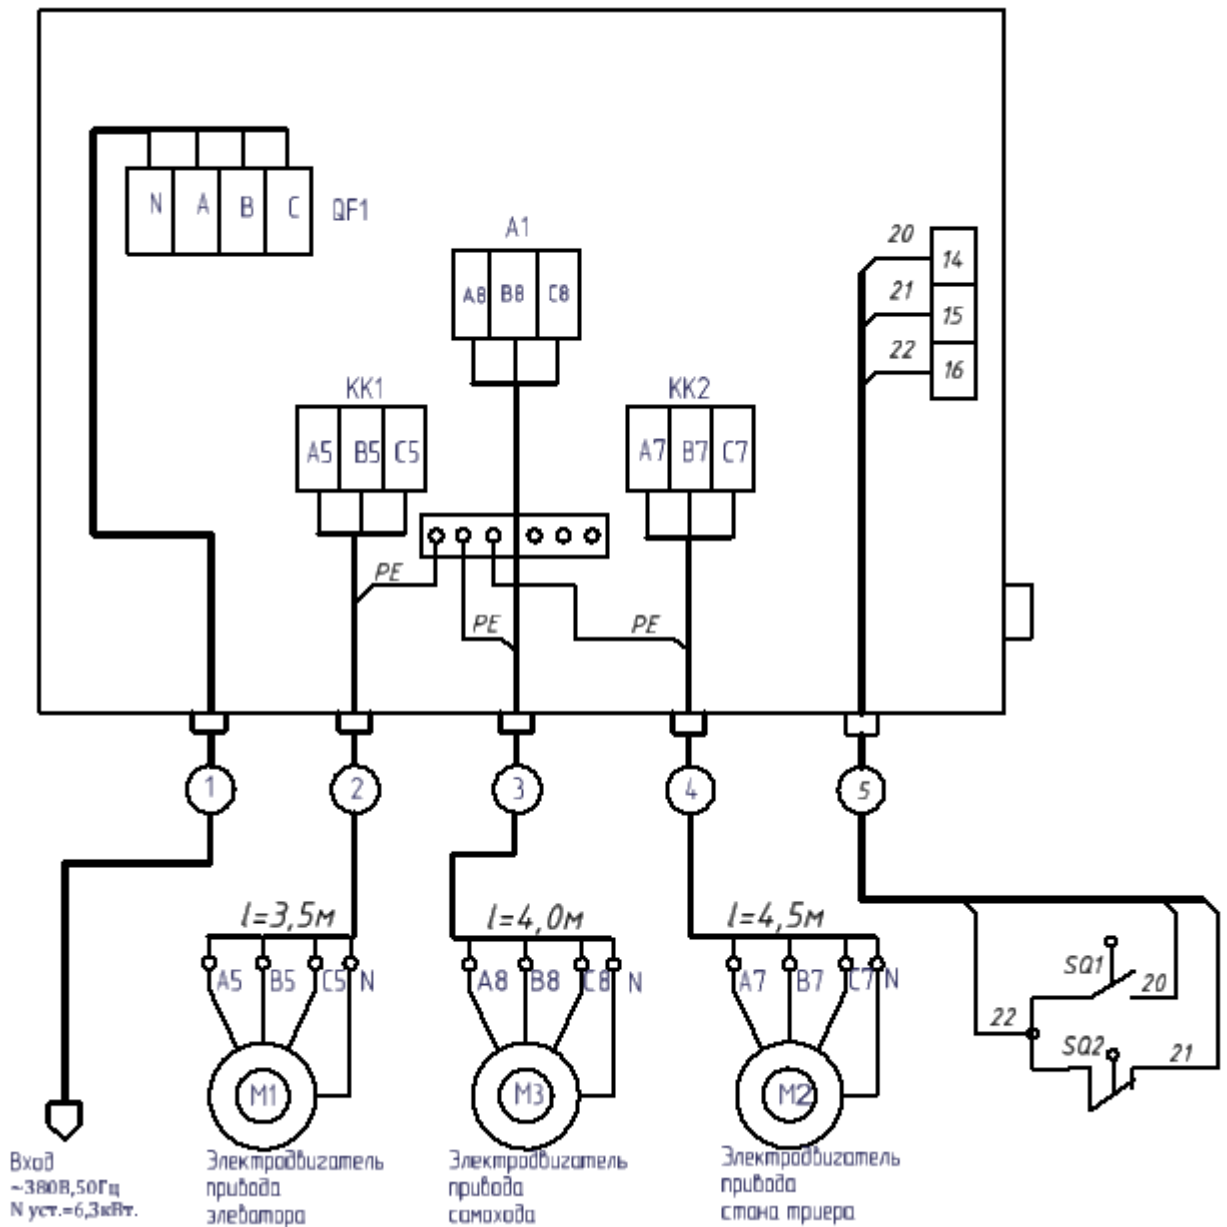 N A B C QF1
A1
A8 B8 C8
20 14
21 15
22 16
KK1
A5 B5 C5
KK2
A7 B7 C7
PE
PE
PE
1 2 3 4 5
l=3,5м
A5 B5 C5 N
M1
l=4,0м
A8 B8 C8 N
M3
l=4,5м
A7 B7 C7 N
M2
SQ1
20
22
SQ2
21
Вход
~380В,50Гц
N уст.=6,3кВт.
Электродвигатель
привода
элеватора
Электродвигатель
привода
самохода
Электродвигатель
привода
стана триера